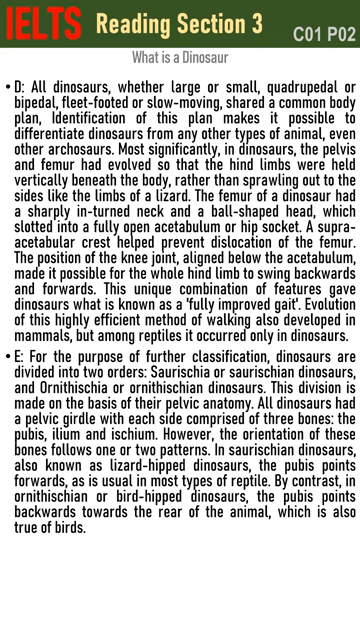 IELTS Reading Section 3 C01 P02
What is a Dinosaur
• D: All dinosaurs, whether large or small, quadrupedal or
bipedal, fleet-footed or slow-moving, shared a common body
plan, Identification of this plan makes it possible to
differentiate dinosaurs from any other types of animal, even
other archosaurs. Most significantly, in dinosaurs, the pelvis
and femur had evolved so that the hind limbs were held
vertically beneath the body, rather than sprawling out to the
sides like the limbs of a lizard. The femur of a dinosaur had
a sharply in-turned neck and a ball-shaped head, which
slotted into a fully open acetabulum or hip socket. A supra-
acetabular crest helped prevent dislocation of the femur.
The position of the knee joint, aligned below the acetabulum,
made it possible for the whole hind limb to swing backwards
and forwards. This unique combination of features gave
dinosaurs what is known as a 'fully improved gait'. Evolution
of this highly efficient method of walking also developed in
mammals, but among reptiles it occurred only in dinosaurs.
• E: For the purpose of further classification, dinosaurs are
divided into two orders: Saurischia or saurischian dinosaurs,
and Ornithischia or ornithischian dinosaurs. This division is
made on the basis of their pelvic anatomy. All dinosaurs had
a pelvic girdle with each side comprised of three bones: the
pubis, ilium and ischium. However, the orientation of these
bones follows one or two patterns. In saurischian dinosaurs,
also known as lizard-hipped dinosaurs, the pubis points
forwards, as is usual in most types of reptile. By contrast, in
ornithischian or bird-hipped dinosaurs, the pubis points
backwards towards the rear of the animal, which is also
true of birds.